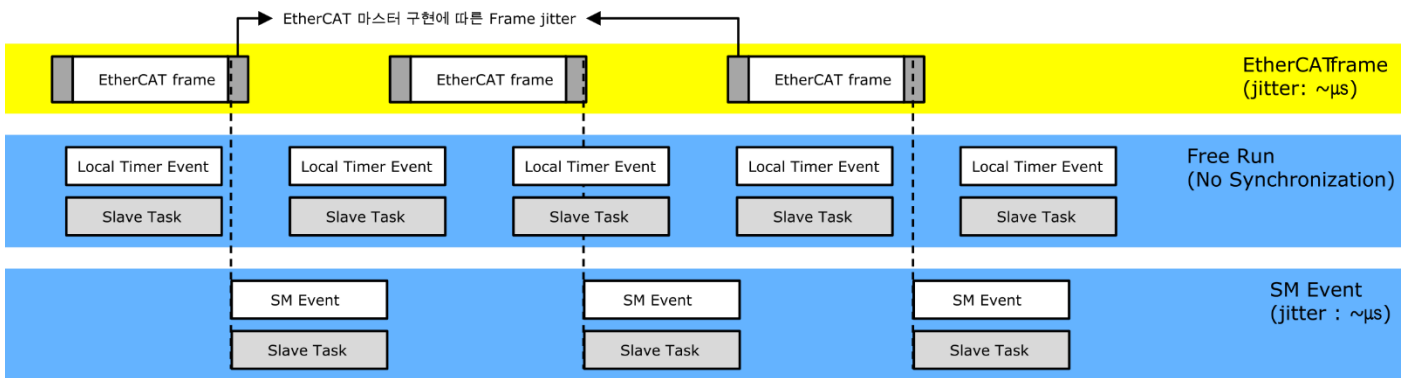 EtherCAT 마스터 구현에 따른 Frame jitter
EtherCAT frame
EtherCAT frame
EtherCAT frame
EtherCATframe
(jitter: ~µs)
Local Timer Event
Local Timer Event
Local Timer Event
Local Timer Event
Local Timer Event
Free Run
(No Synchronization)
Slave Task
Slave Task
Slave Task
Slave Task
Slave Task
SM Event
SM Event
SM Event
SM Event
(jitter : ~µs)
Slave Task
Slave Task
Slave Task